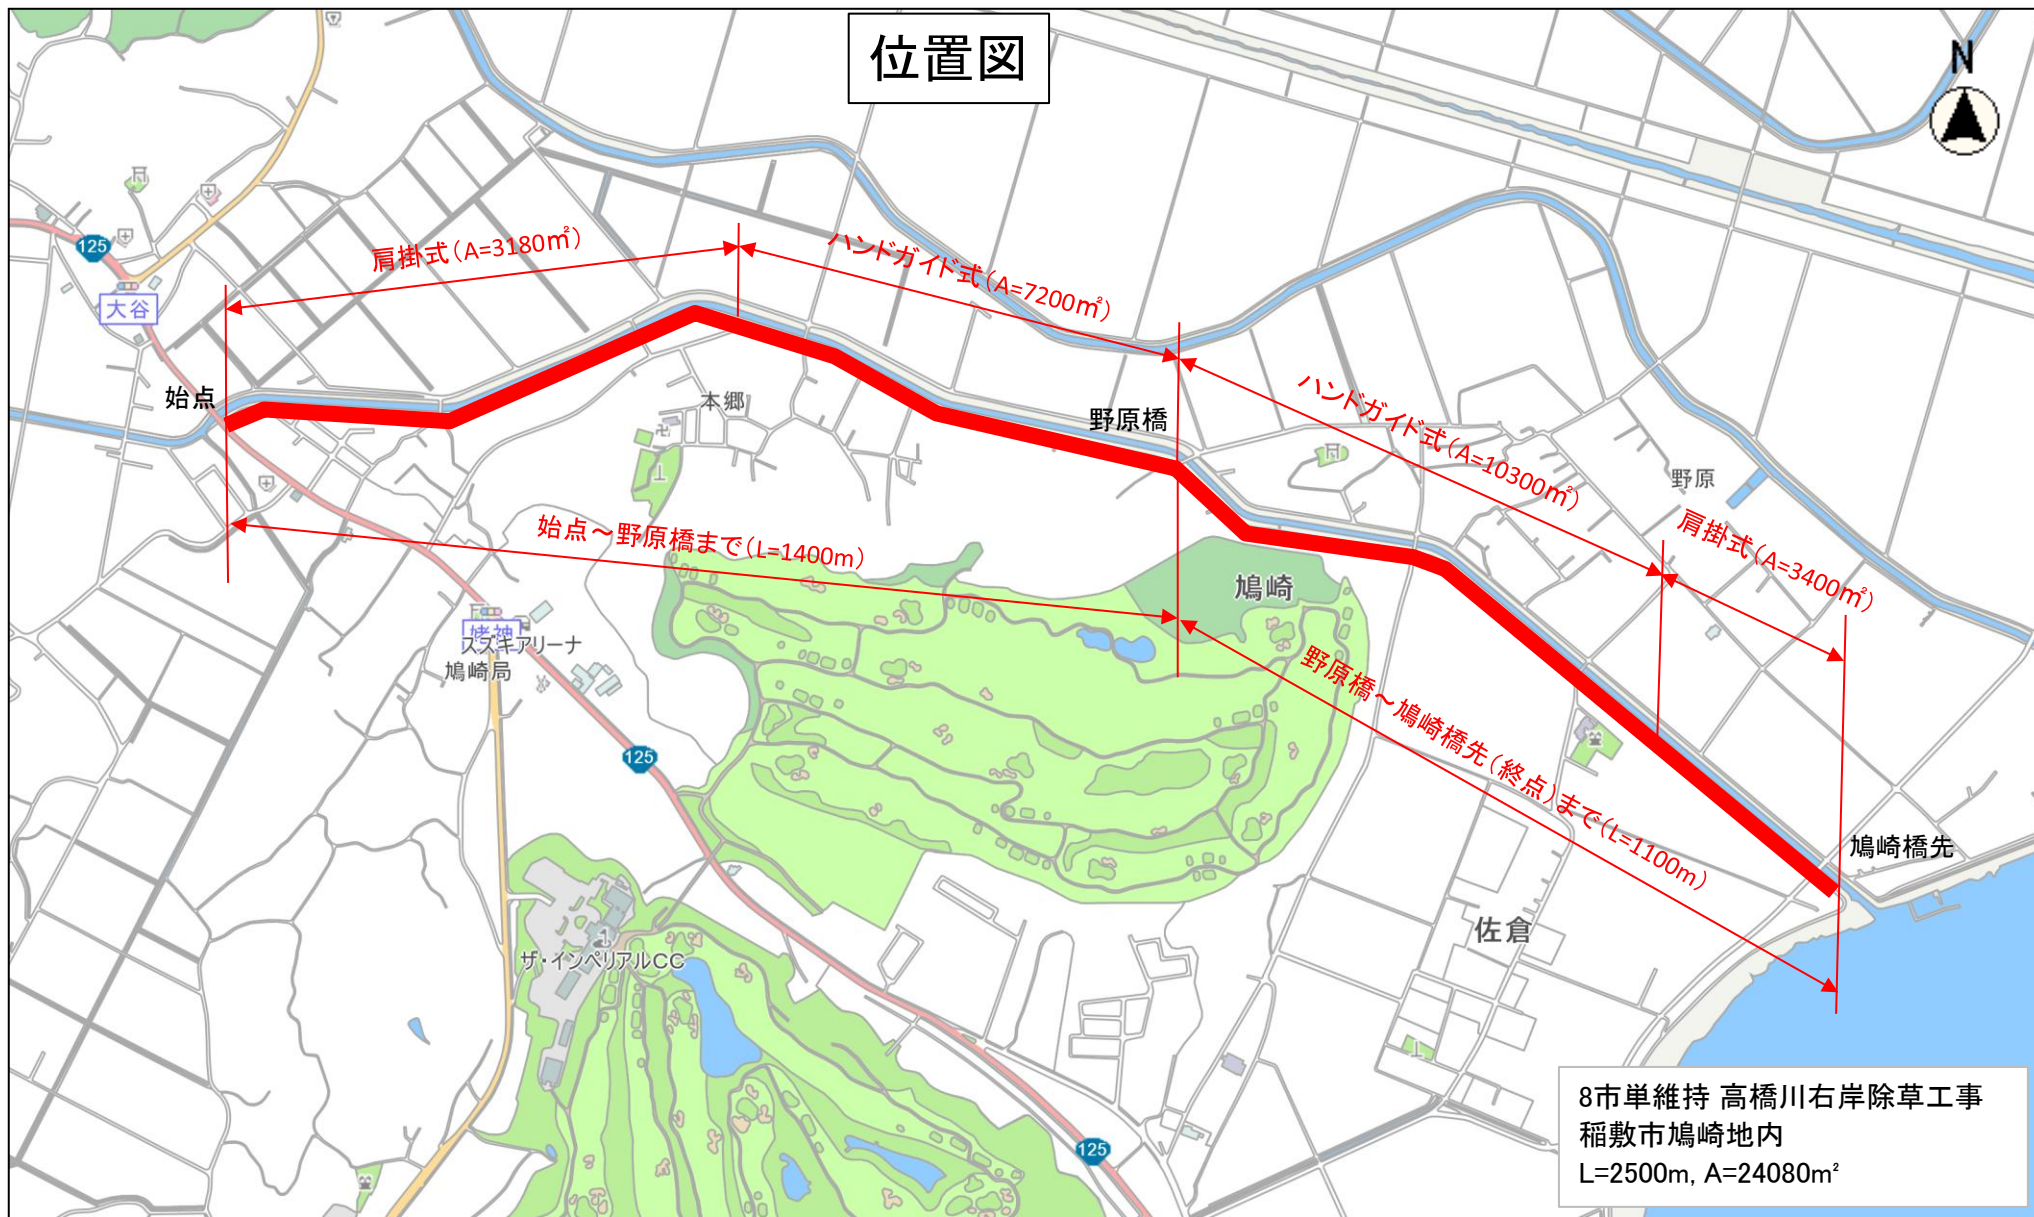 位置図
N
125
大谷
肩掛式(A=3180㎡)
ハンドガイド式(A=7200㎡)
始点
本郷
野原橋
ハンドガイド式(A=10300㎡)
野原
肩掛式(A=3400㎡)
始点～野原橋まで(L=1400m)
鳩崎
姥神
スズキアリーナ
鳩崎局
野原橋～鳩崎橋先(終点)まで(L=1100m)
125
鳩崎橋先
佐倉
ザ・インペリアルCC
125
8市単維持 高橋川右岸除草工事
稲敷市鳩崎地内
L=2500m, A=24080㎡